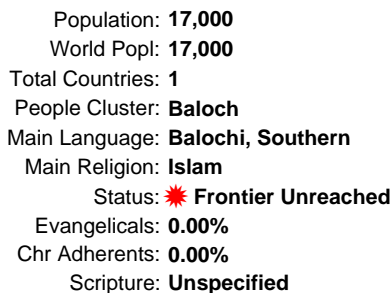 Population: 17,000
World Popl: 17,000
Total Countries: 1
People Cluster: Baloch
Main Language: Balochi, Southern
Main Religion: Islam
Status: Frontier Unreached
Evangelicals: 0.00%
Chr Adherents: 0.00%
Scripture: Unspecified